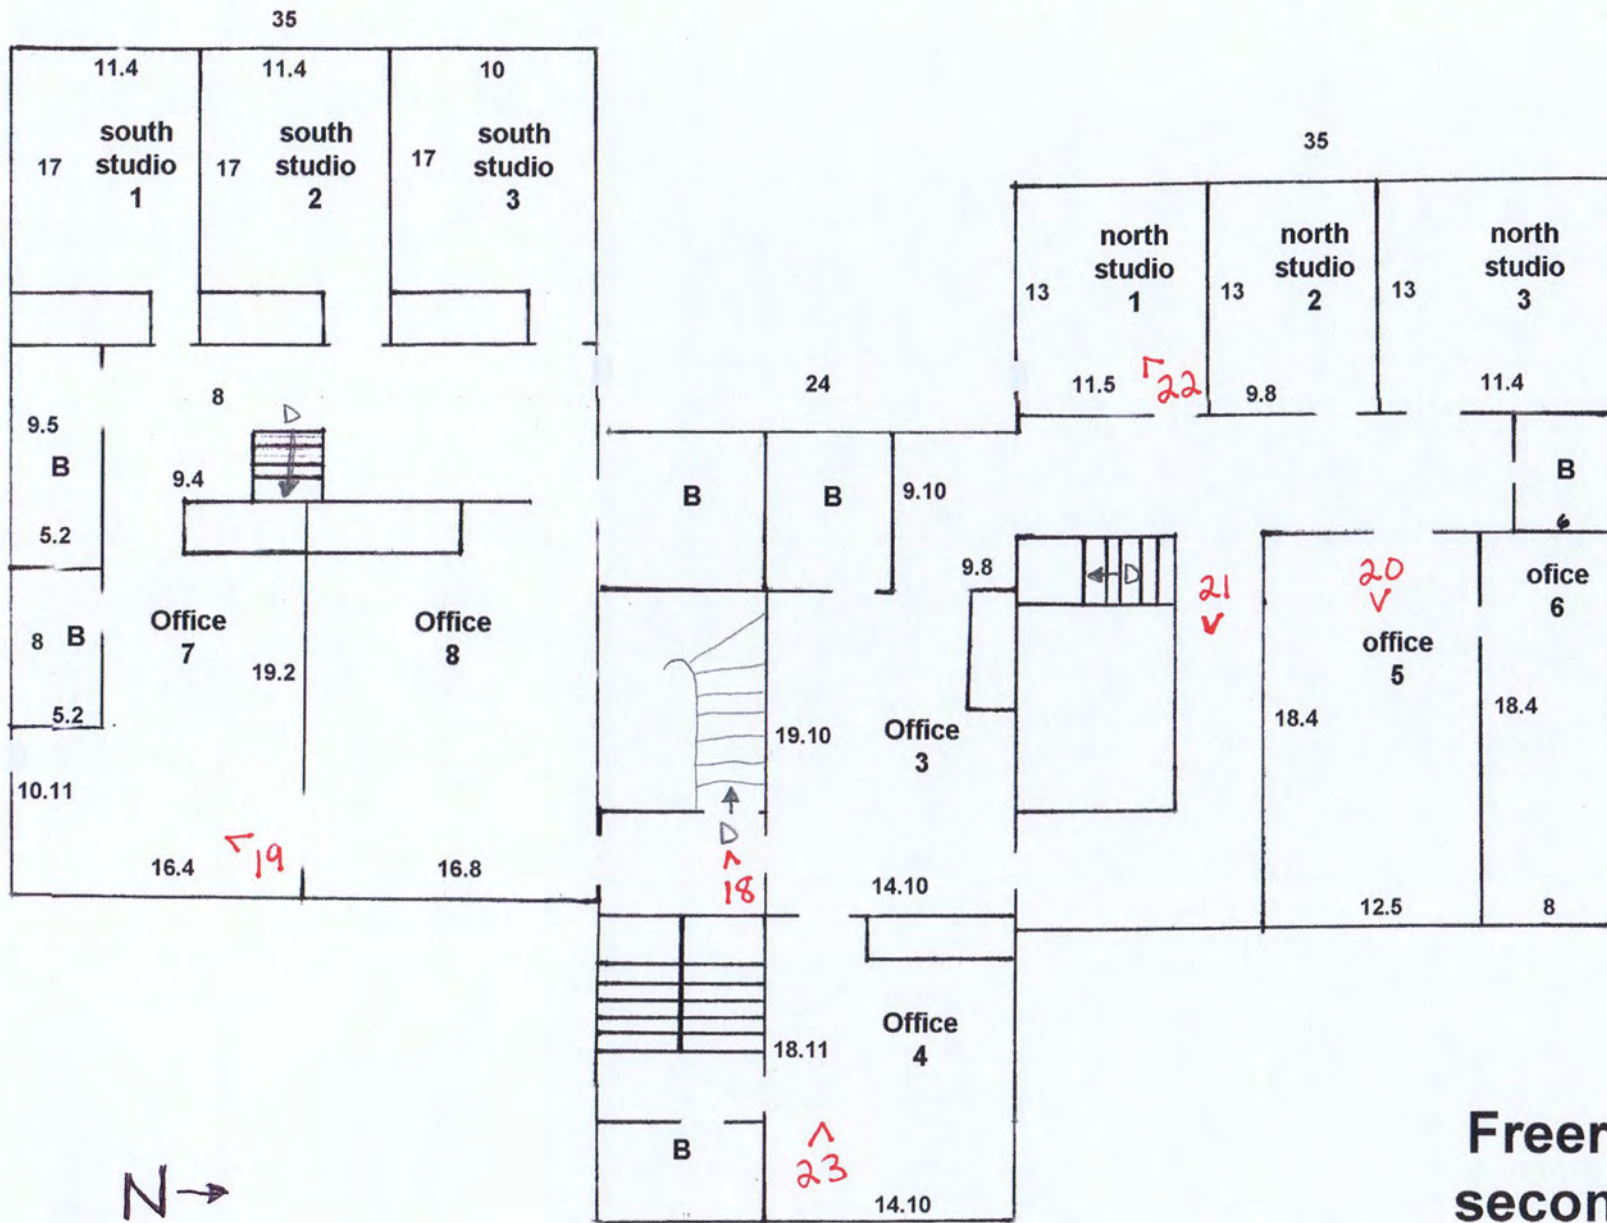 35
11.4 11.4 10
south studio 1
17
south studio 2
17
south studio 3
17
35
north studio 1
13
north studio 2
13
north studio 3
13
11.5
22
9.8
11.4
24
8
D
9.5
B
9.4
5.2
B
B
9.10
B
6
9.8
D
21
20
ofice 6
Office 7
Office 8
8 B
19.2
office 5
5.2
18.4
18.4
Office 3
19.10
10.11
D
16.4
19
16.8
18
14.10
12.5
8
Office 4
18.11
B
23
14.10
N
Freer
secon